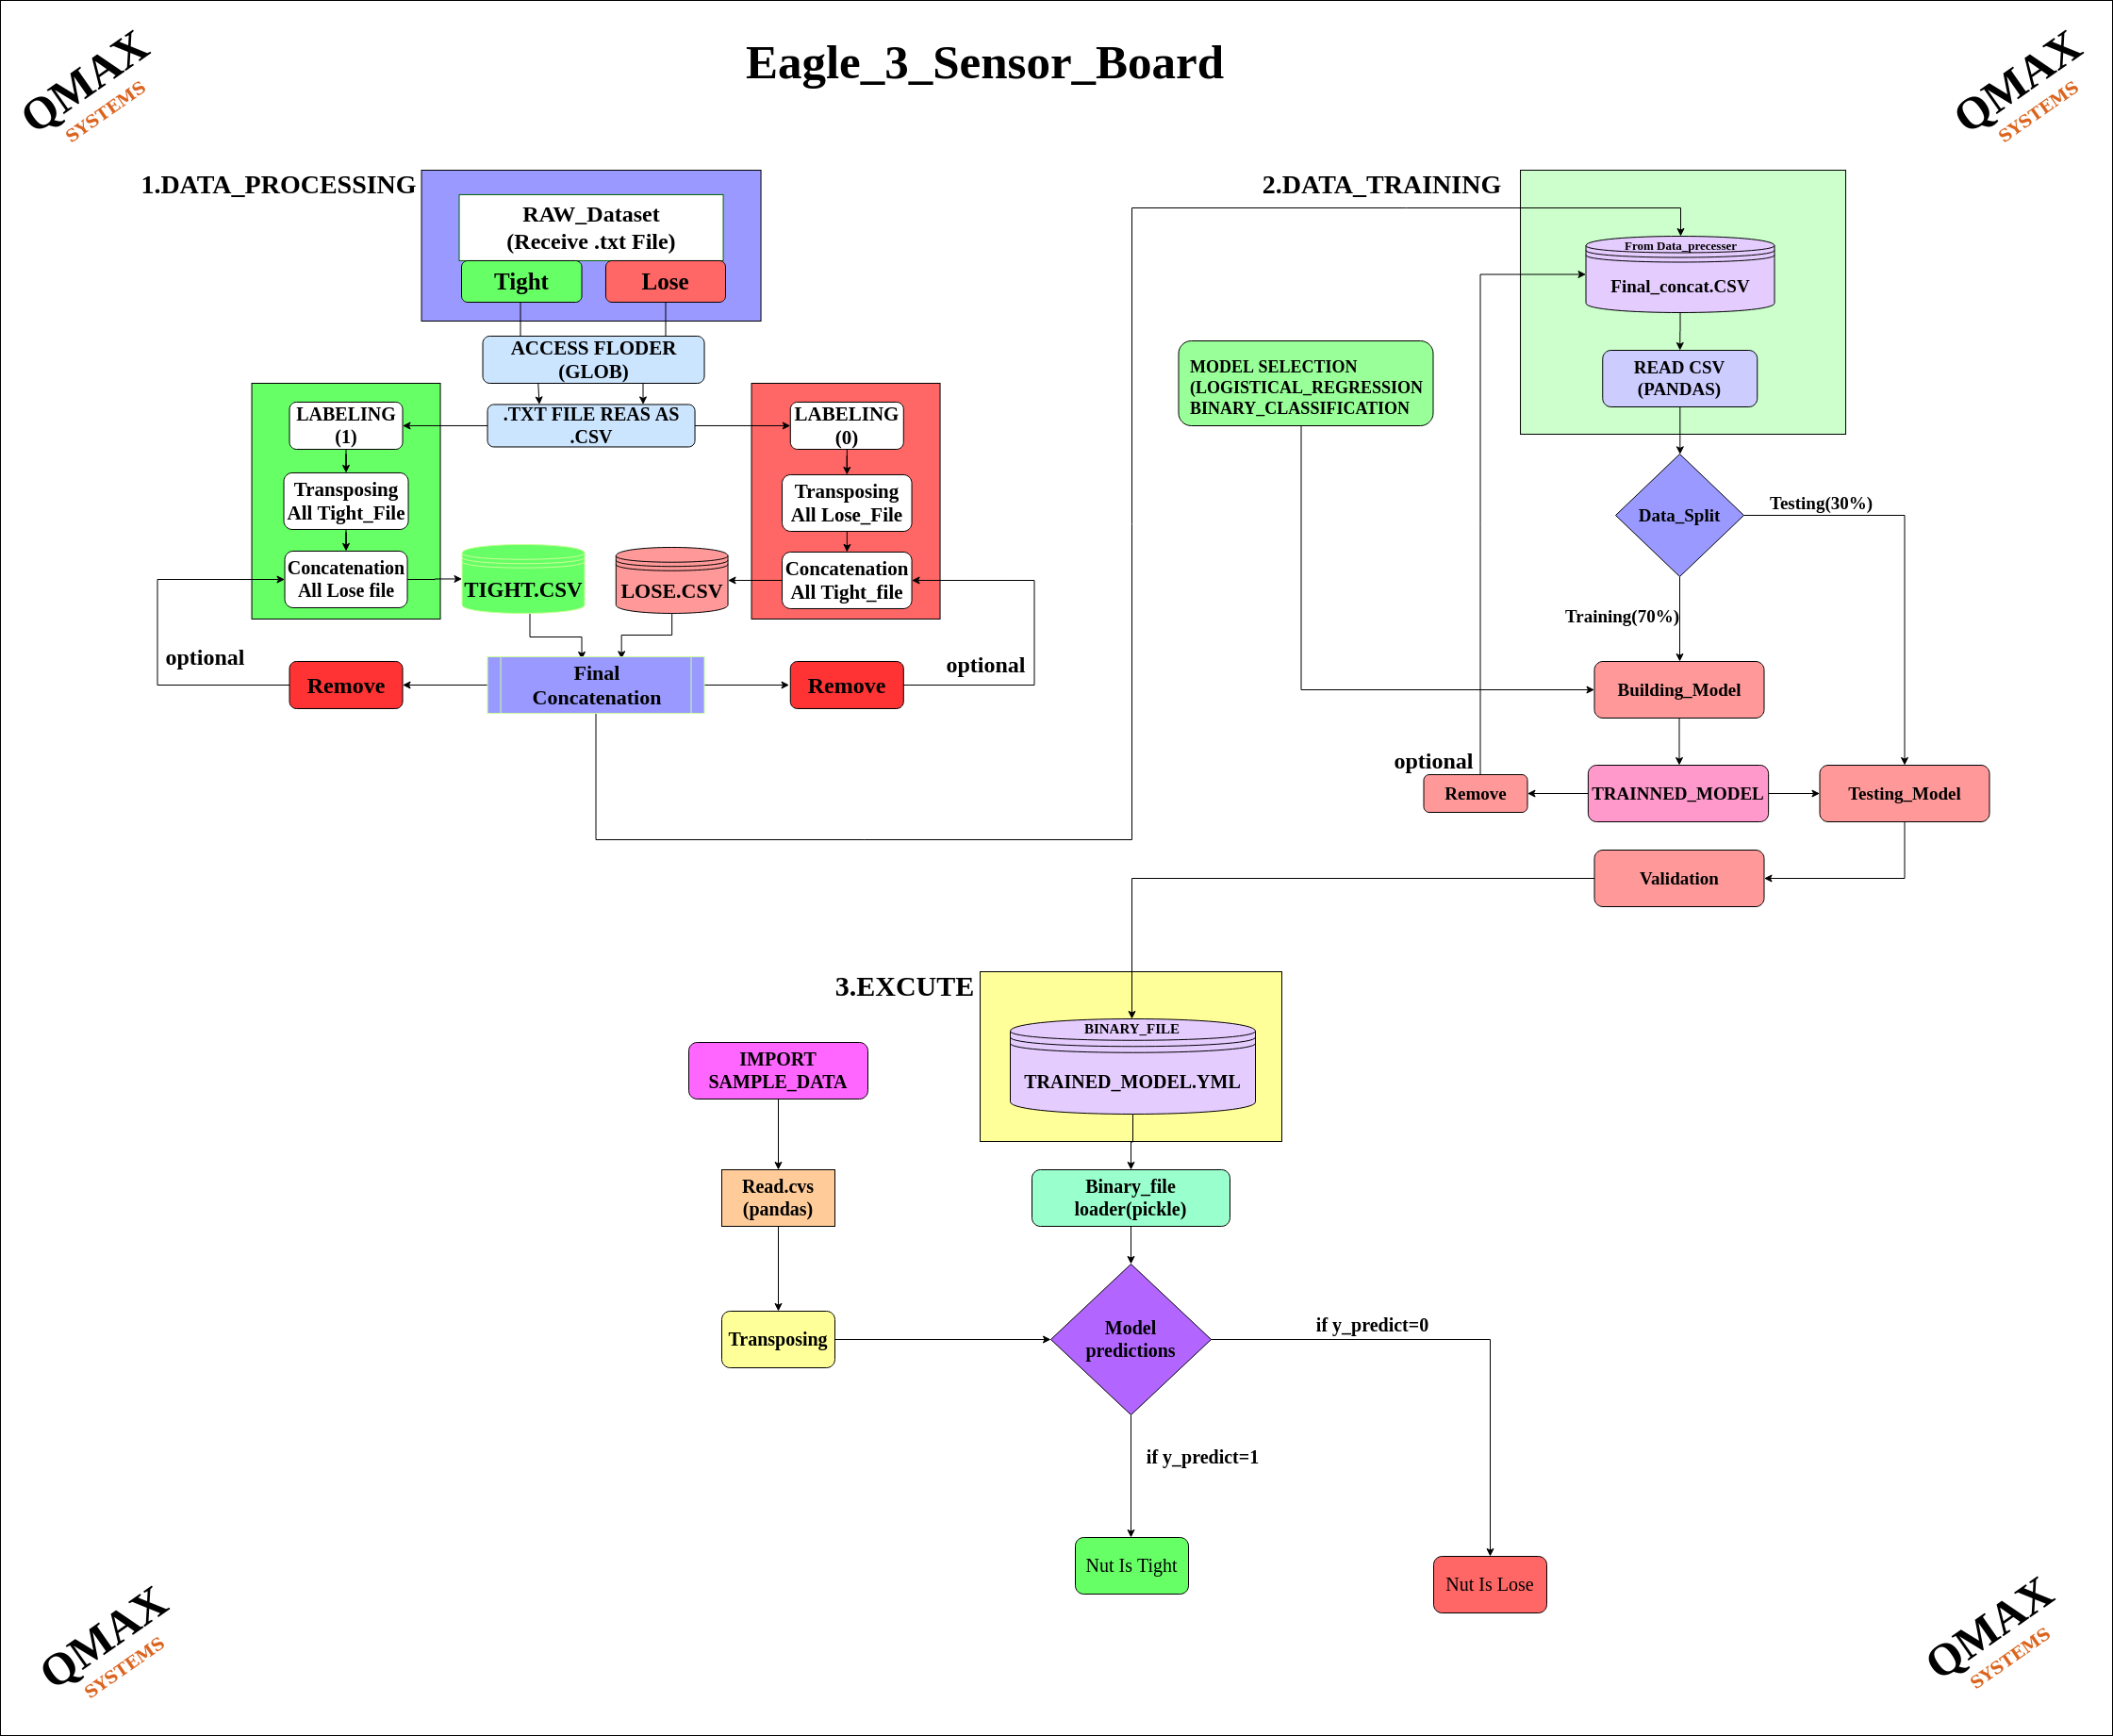 QMAX
SYSTEMS
Eagle_3_Sensor_Board
QMAX
SYSTEMS
1.DATA_PROCESSING
RAW_Dataset
(Receive .txt File)
Tight
Lose
ACCESS FLODER
(GLOB)
.TXT FILE REAS AS
.CSV
LABELING
(1)
Transposing
All Tight_File
Concatenation
All Lose file
LABELING
(0)
Transposing
All Lose_File
Concatenation
All Tight_file
TIGHT.CSV
LOSE.CSV
optional
Remove
Final
Concatenation
Remove
optional
2.DATA_TRAINING
From Data_precesser
Final_concat.CSV
READ CSV
(PANDAS)
MODEL SELECTION
(LOGISTICAL_REGRESSION
BINARY_CLASSIFICATION
Data_Split
Testing(30%)
Training(70%)
Building_Model
optional
Remove
TRAINNED_MODEL
Testing_Model
Validation
3.EXCUTE
BINARY_FILE
TRAINED_MODEL.YML
IMPORT
SAMPLE_DATA
Read.cvs
(pandas)
Binary_file
loader(pickle)
Transposing
Model
predictions
if y_predict=0
if y_predict=1
Nut Is Tight
Nut Is Lose
QMAX
SYSTEMS
QMAX
SYSTEMS